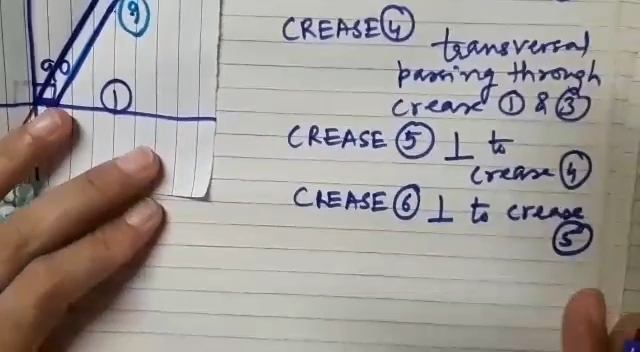 9
90
1
CREASE 4
transversal
passing through
crease 1 & 3
CREASE 5 ⊥ to
crease 4
CREASE 6 ⊥ to crease
5